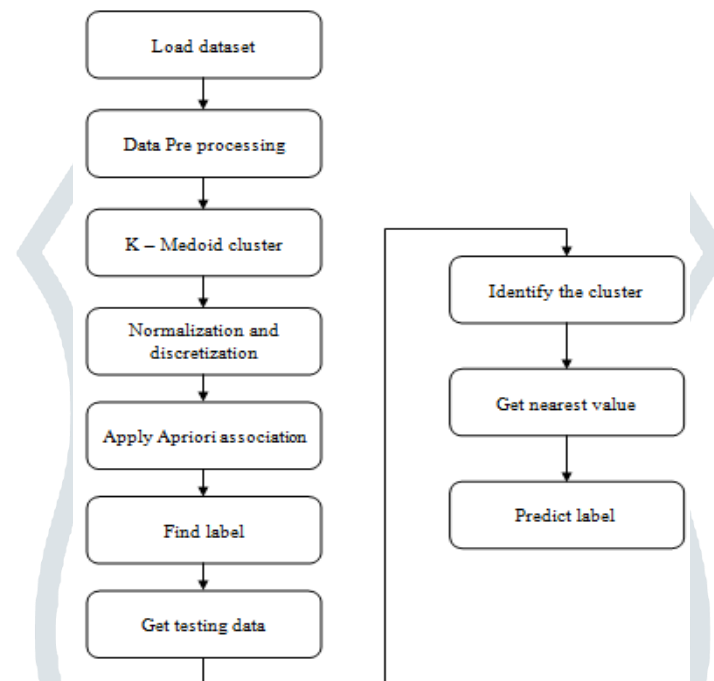 Load dataset
Data Pre processing
K – Medoid cluster
Normalization and
discretization
Apply Apriori association
Find label
Get testing data
Identify the cluster
Get nearest value
Predict label